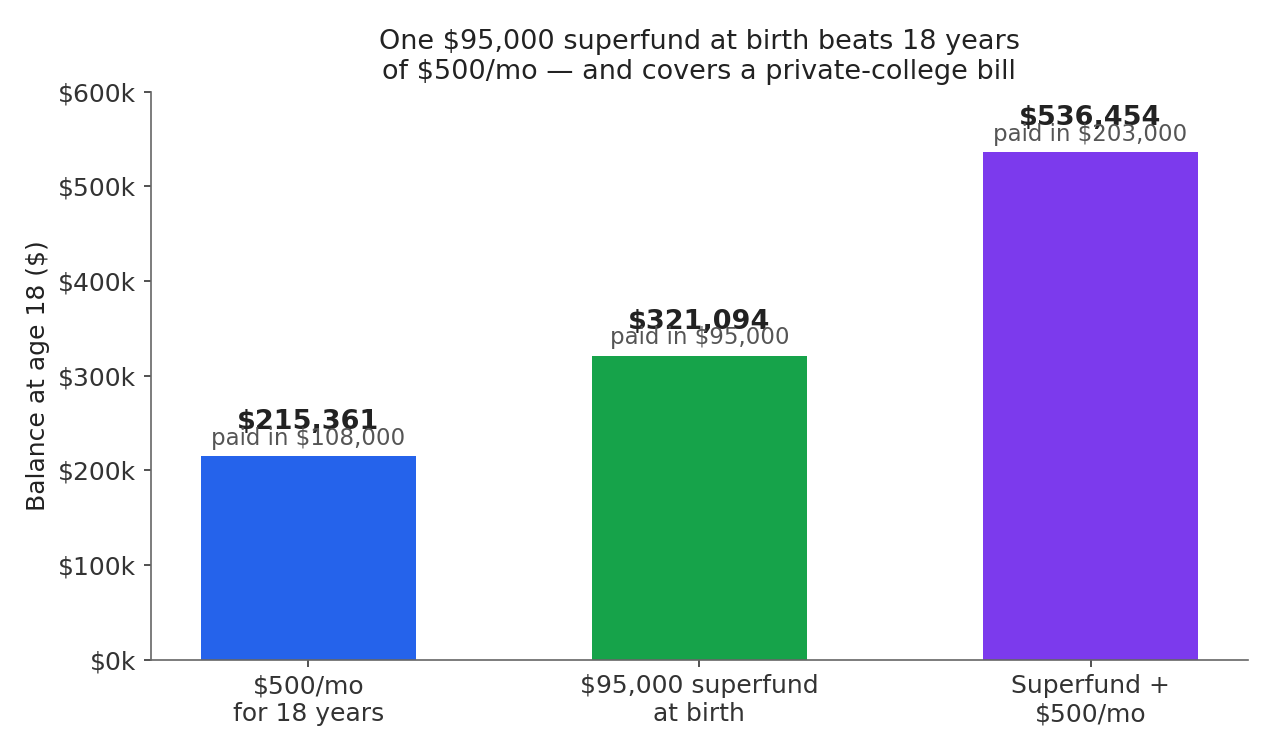 One $95,000 superfund at birth beats 18 years
of $500/mo — and covers a private-college bill
Balance at age 18 ($)
$600k
$500k
$400k
$300k
$200k
$100k
$0k
$215,361
paid in $108,000
$321,094
paid in $95,000
$536,454
paid in $203,000
$500/mo
for 18 years
$95,000 superfund
at birth
Superfund +
$500/mo